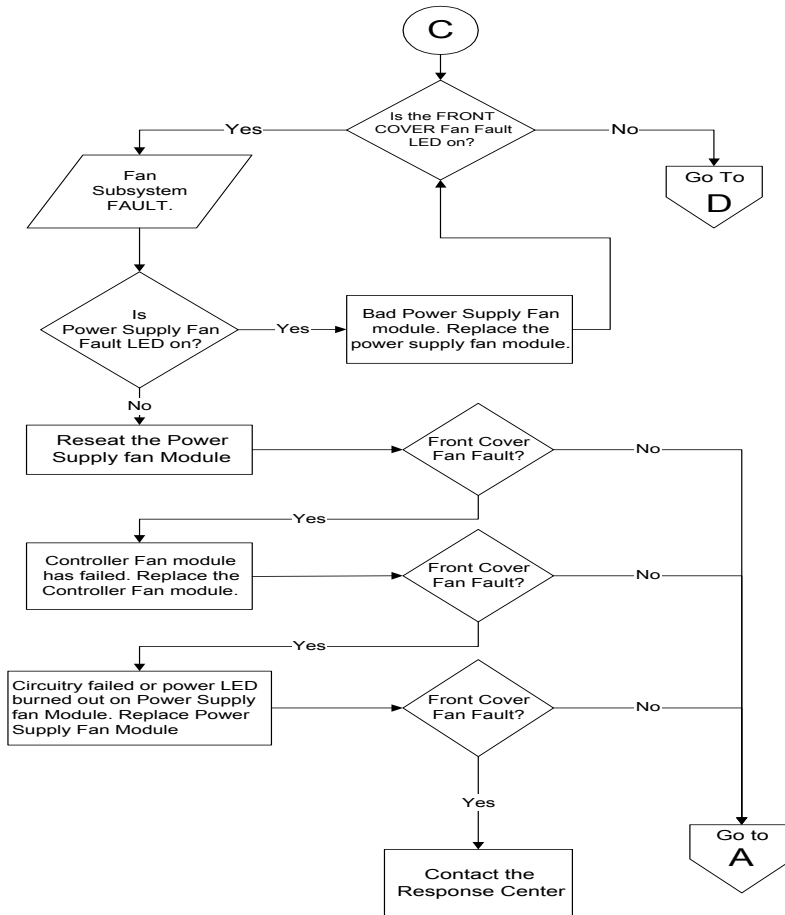 C
Is the FRONT
COVER Fan Fault
LED on?
Yes
No
Go To
D
Fan
Subsystem
FAULT.
Is
Power Supply Fan
Fault LED on?
Yes
Bad Power Supply Fan
module. Replace the
power supply fan module.
No
Reseat the Power
Supply fan Module
Front Cover
Fan Fault?
No
Yes
Controller Fan module
has failed. Replace the
Controller Fan module.
Front Cover
Fan Fault?
No
Yes
Circuitry failed or power LED
burned out on Power Supply
fan Module. Replace Power
Supply Fan Module
Front Cover
Fan Fault?
No
Yes
Go to
A
Contact the
Response Center